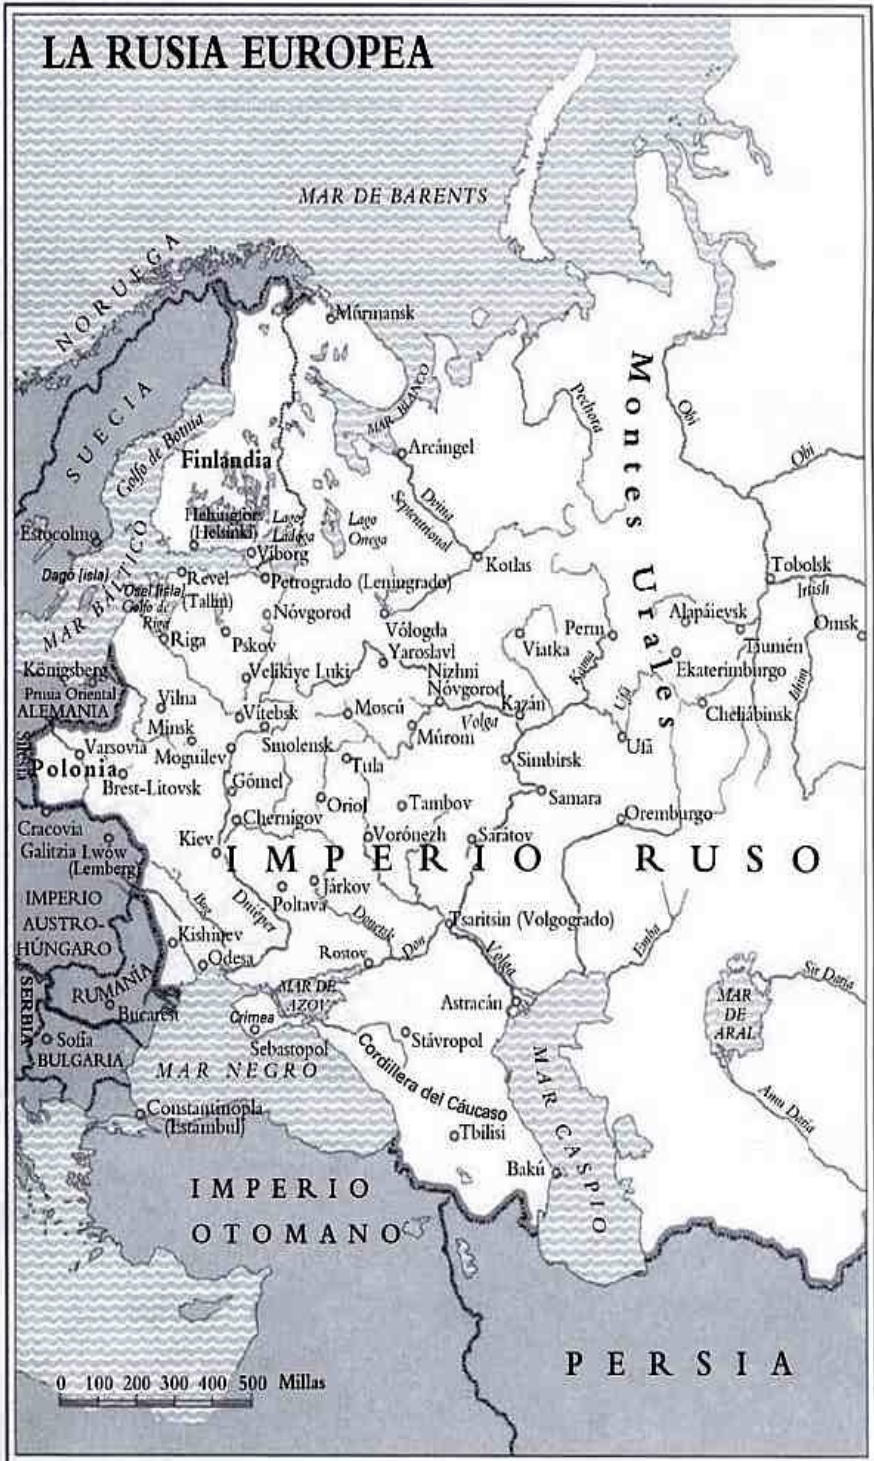 LA RUSIA EUROPEA
MAR DE BARENTS
NORUEGA
Múrmansk
SUECIA
Golfo de Botnia
MAR BLANCO
Pechora
Montes Urales
Obi
Obi
Finlandia
Arcángel
Dvina
Septentrional
Helsingfors
(Helsinki)
Lago
Ládoga
Lago
Onega
Estocolmo
Viborg
Kotlas
Dagö [isla]
MAR BÁLTICO
Revel
(Tallin)
Petrogrado (Leningrado)
Tobolsk
Irtish
Osel [isla]
Golfo de
Riga
Nóvgorod
Vólogda
Alapáievsk
Omsk
Riga
Pskov
Yaroslavl
Viatka
Perm
Tiumén
Königsberg
Velikiye Luki
Nizhni
Nóvgorod
Kama
Ekaterimburgo
Ishim
Prusia Oriental
ALEMANIA
Vilna
Vítebsk
Moscú
Volga
Kazán
Ufá
Cheliábinsk
Minsk
Smolensk
Múrom
Ufá
Silesia
Varsovia
Moguilev
Tula
Simbirsk
Polonia
Brest-Litovsk
Gómel
Oriol
Tambov
Samara
Cracovia
Chernígov
Vorónezh
Sarátov
Oremburgo
Galitzia
Lwów
(Lemberg)
Kiev
IMPERIO RUSO
IMPERIO
AUSTRO-
HÚNGARO
Bug
Dniéper
Poltava
Járkov
Donetsk
Tsaritsin (Volgogrado)
Kishinev
Odesa
Rostov
Don
Volga
Emba
Sir Daria
RUMANÍA
Bucarest
MAR DE
AZOV
Astracán
MAR
DE
ARAL
SERBIA
Crimea
Sebastopol
Stávropol
Sofía
BULGARIA
MAR NEGRO
Cordillera del Cáucaso
MAR CASPIO
Amu Daria
Constantinopla
(Estambul)
Tbilisi
Bakú
IMPERIO
OTOMANO
PERSIA
0 100 200 300 400 500 Millas